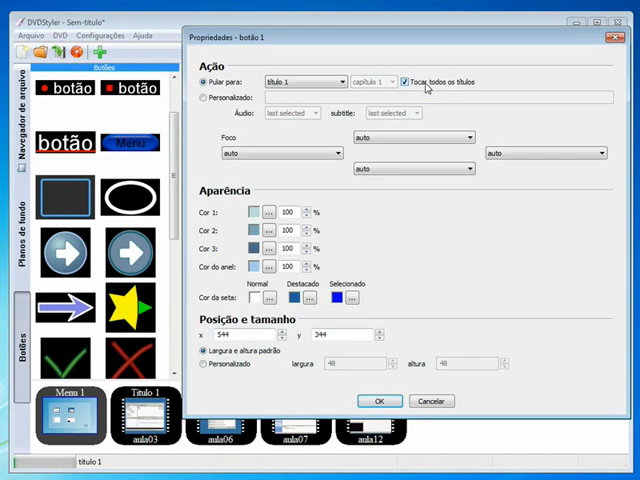 DVDStyler - Sem-título*
Arquivo DVD Configurações Ajuda
Navegador de arquivo
Planos de fundo
Botões
Botões
botão
botão
botão
Menu
Menu 1
Titulo 1
aula03
aula06
aula07
aula12
título 1
Propriedades - botão 1
Ação
Pular para: título 1 capítulo 1 Tocar todos os títulos
Personalizado:
Áudio: last selected subtitle: last selected
Foco auto
auto auto
auto
Aparência
Cor 1: ... 100 %
Cor 2: ... 100 %
Cor 3: ... 100 %
Cor do anel: ... 100 %
Normal Destacado Selecionado
Cor da seta: ... ... ...
Posição e tamanho
x 544 y 344
Largura e altura padrão
Personalizado largura 48 altura 48
OK Cancelar